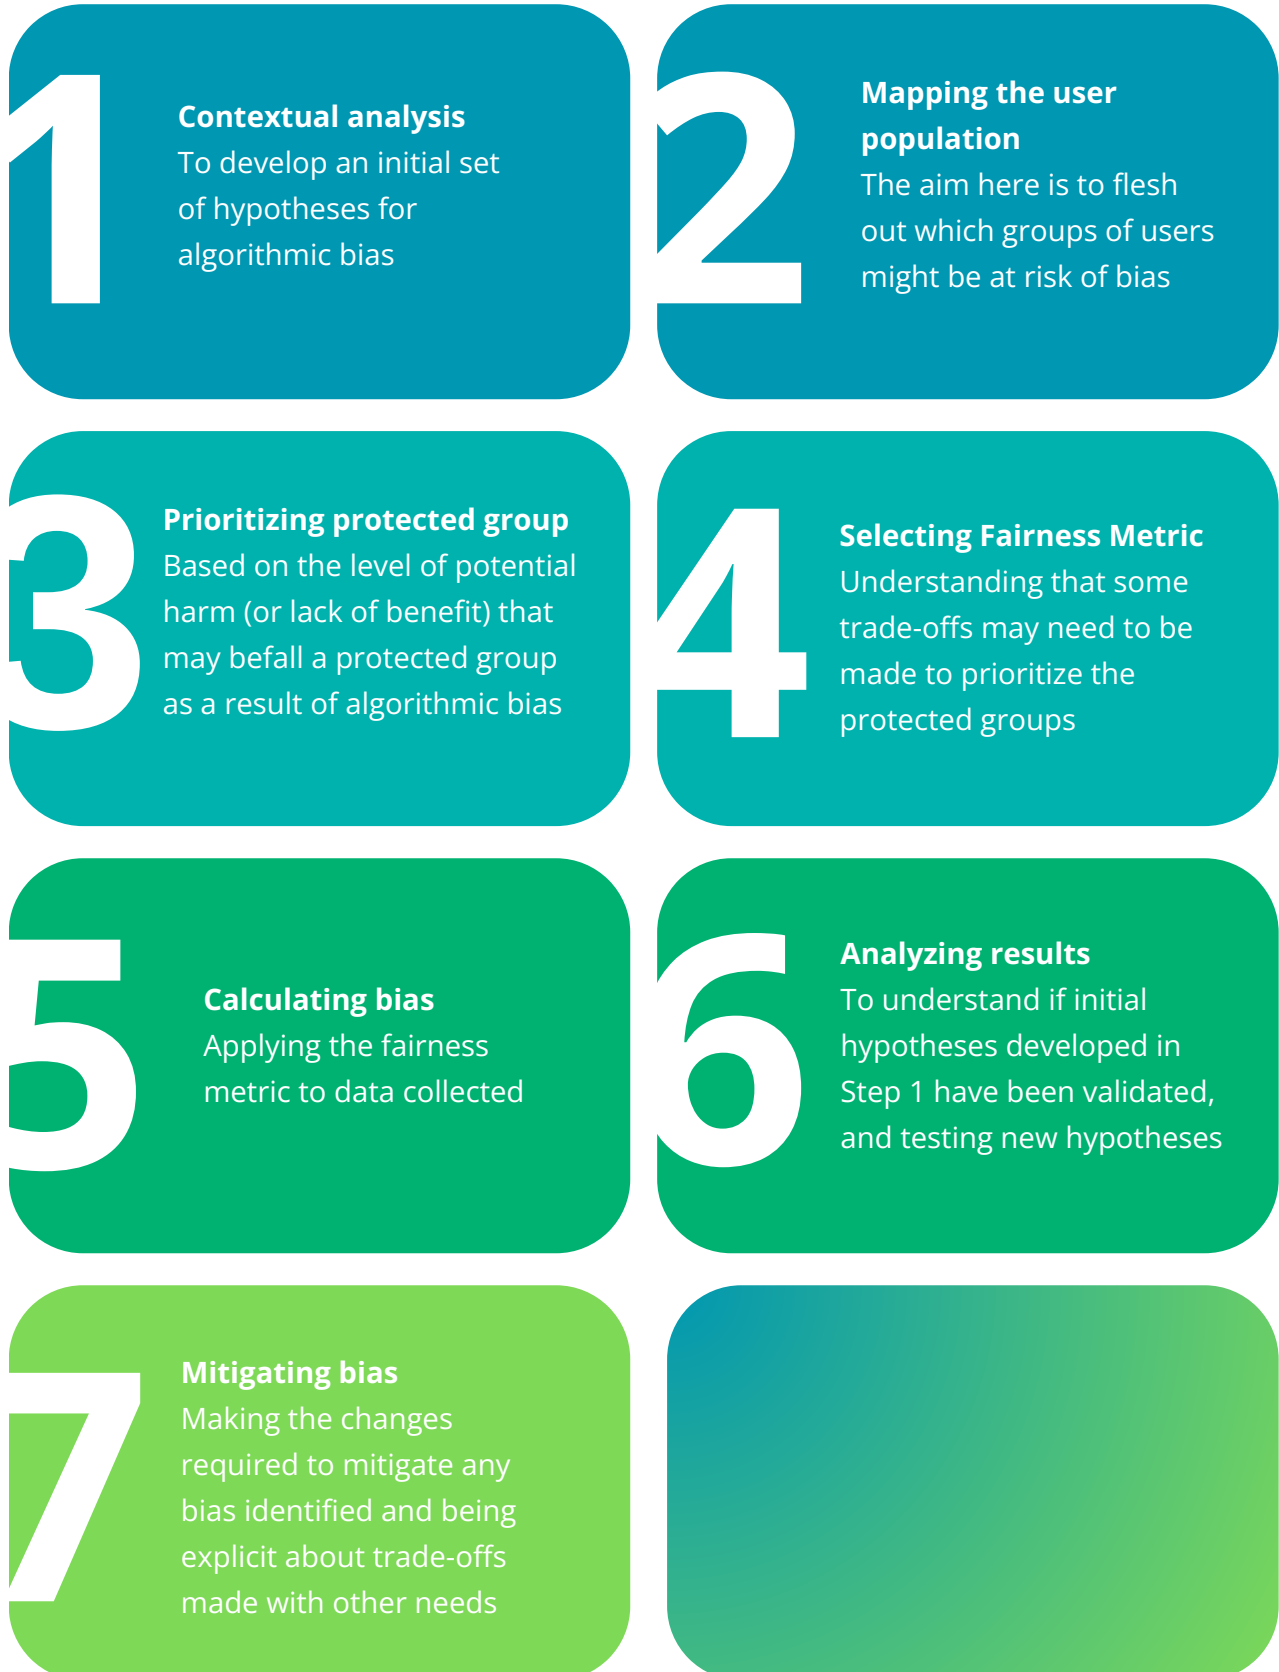 1
Contextual analysis
To develop an initial set
of hypotheses for
algorithmic bias
2
Mapping the user
population
The aim here is to flesh
out which groups of users
might be at risk of bias
3
Prioritizing protected group
Based on the level of potential
harm (or lack of benefit) that
may befall a protected group
as a result of algorithmic bias
4
Selecting Fairness Metric
Understanding that some
trade-offs may need to be
made to prioritize the
protected groups
5
Calculating bias
Applying the fairness
metric to data collected
6
Analyzing results
To understand if initial
hypotheses developed in
Step 1 have been validated,
and testing new hypotheses
7
Mitigating bias
Making the changes
required to mitigate any
bias identified and being
explicit about trade-offs
made with other needs